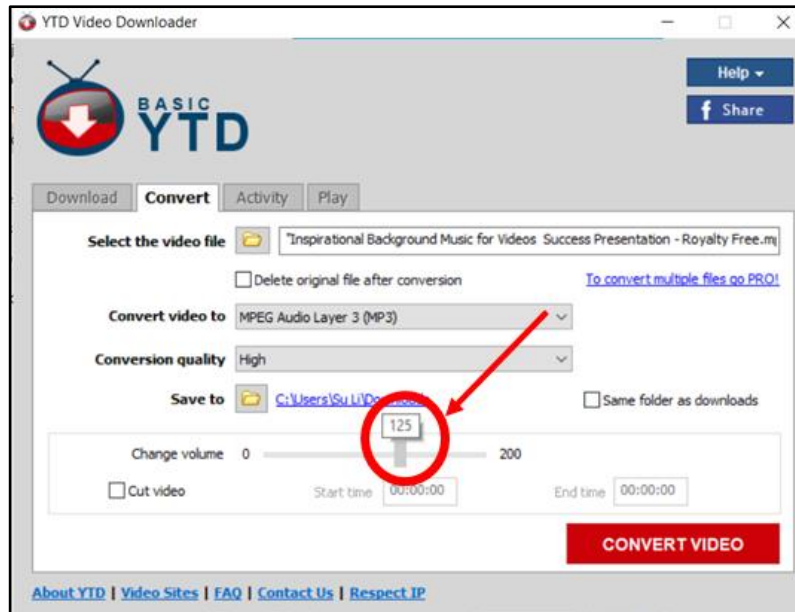 YTD Video Downloader
Help
BASIC
YTD
f Share
Download Convert Activity Play
Select the video file "Inspirational Background Music for Videos Success Presentation - Royalty Free.m
Delete original file after conversion To convert multiple files go PRO!
Convert video to MPEG Audio Layer 3 (MP3)
Conversion quality High
Save to C:\Users\Su Li\ Same folder as downloads
125
Change volume 0 200
Cut video Start time 00:00:00 End time 00:00:00
CONVERT VIDEO
About YTD | Video Sites | FAQ | Contact Us | Respect IP